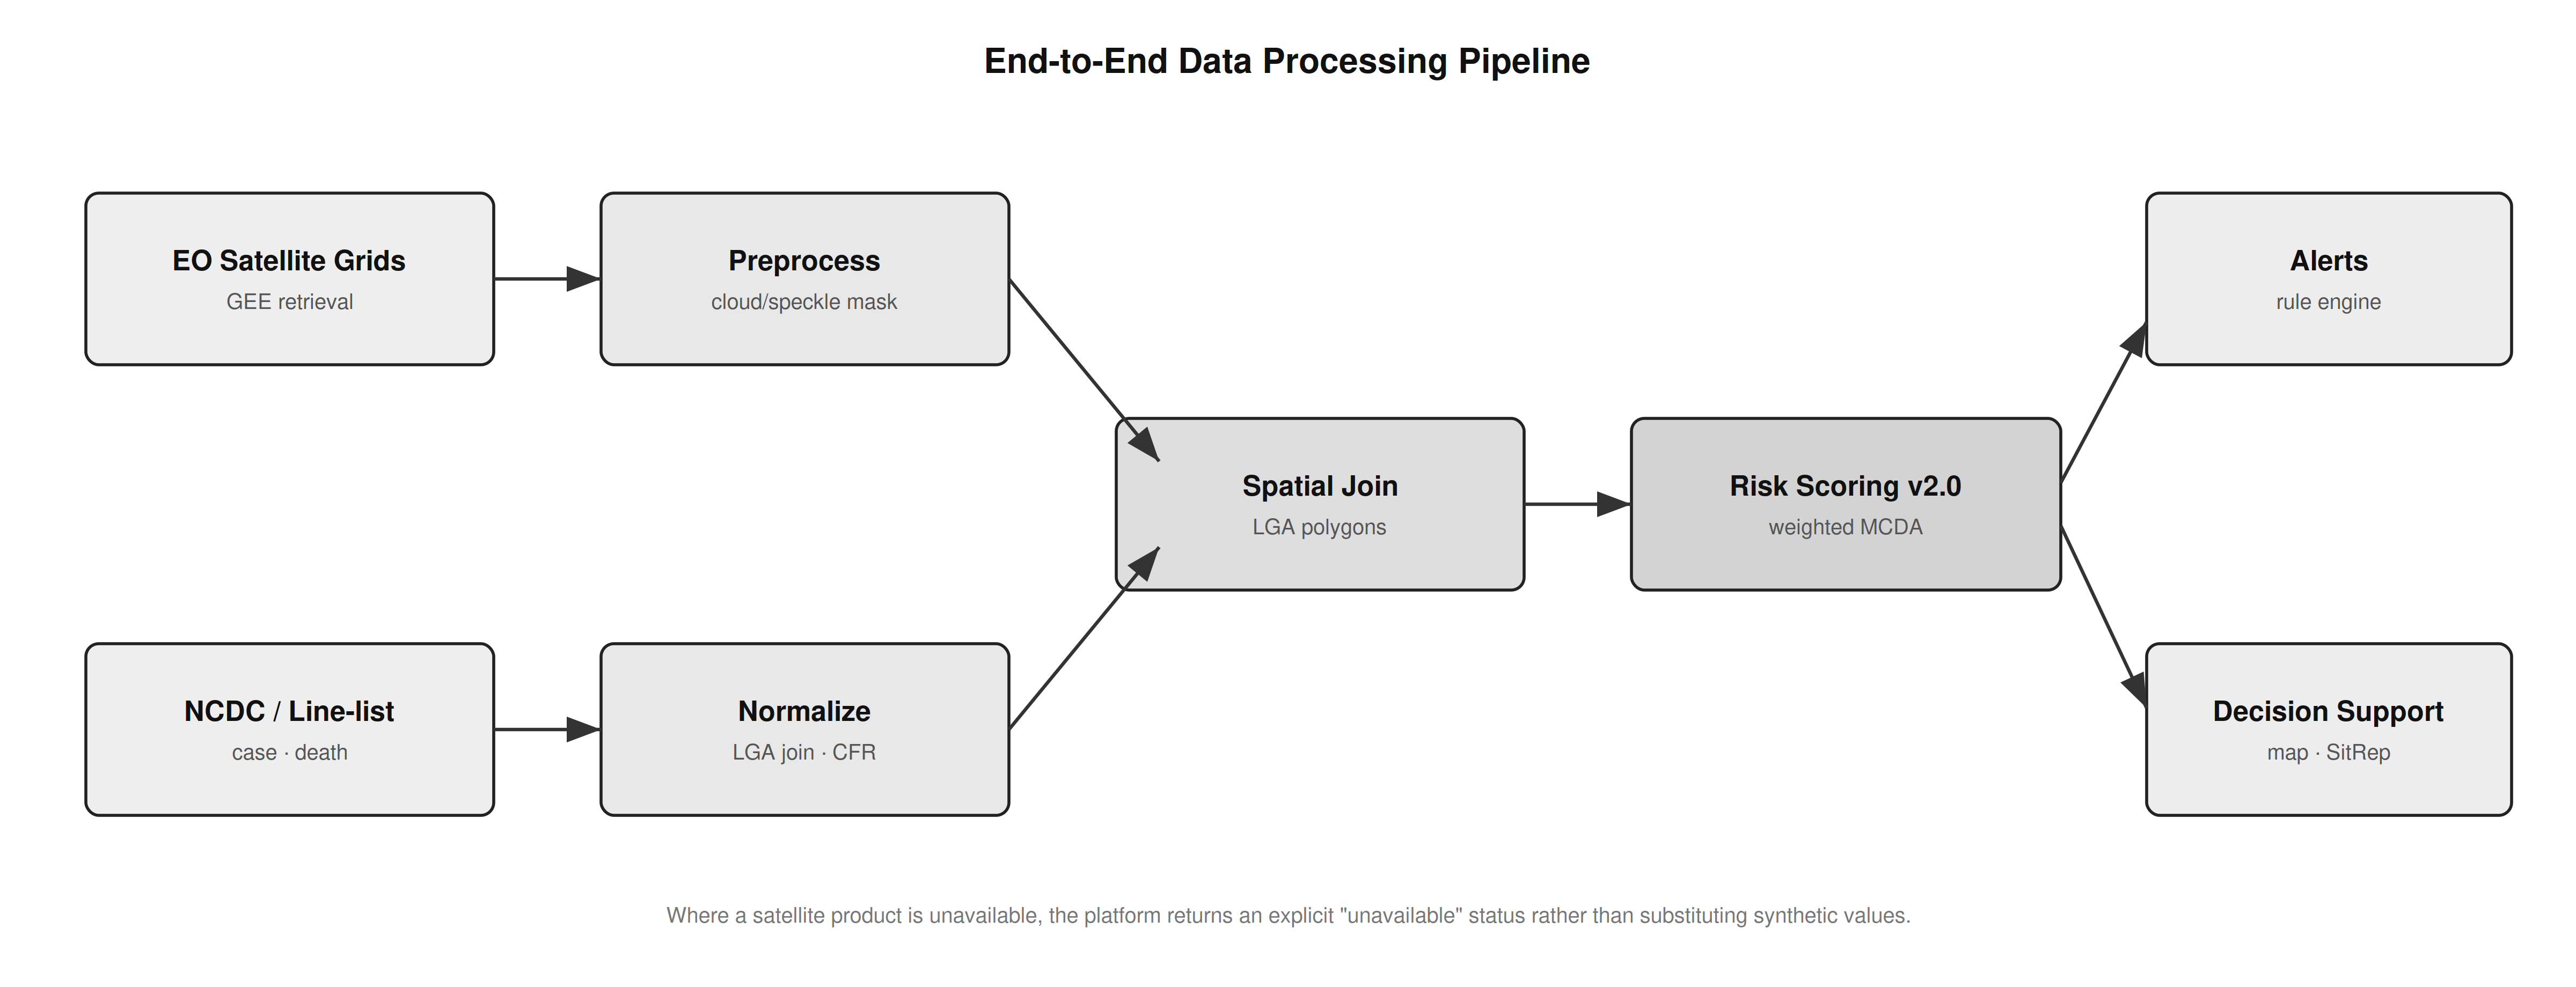 End-to-End Data Processing Pipeline
EO Satellite Grids
GEE retrieval
Preprocess
cloud/speckle mask
Alerts
rule engine
Spatial Join
LGA polygons
Risk Scoring v2.0
weighted MCDA
NCDC / Line-list
case · death
Normalize
LGA join · CFR
Decision Support
map · SitRep
Where a satellite product is unavailable, the platform returns an explicit "unavailable" status rather than substituting synthetic values.